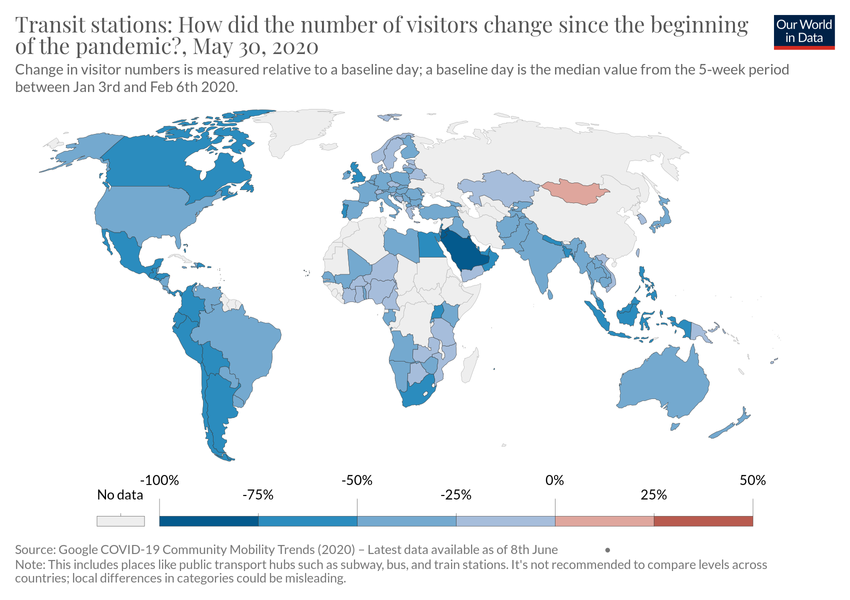 Transit stations: How did the number of visitors change since the beginning
of the pandemic?, May 30, 2020
Our World
in Data
Change in visitor numbers is measured relative to a baseline day; a baseline day is the median value from the 5-week period
between Jan 3rd and Feb 6th 2020.
-100% -50% 0% 50%
No data -75% -25% 25%
Source: Google COVID-19 Community Mobility Trends (2020) – Latest data available as of 8th June •
Note: This includes places like public transport hubs such as subway, bus, and train stations. It's not recommended to compare levels across
countries; local differences in categories could be misleading.